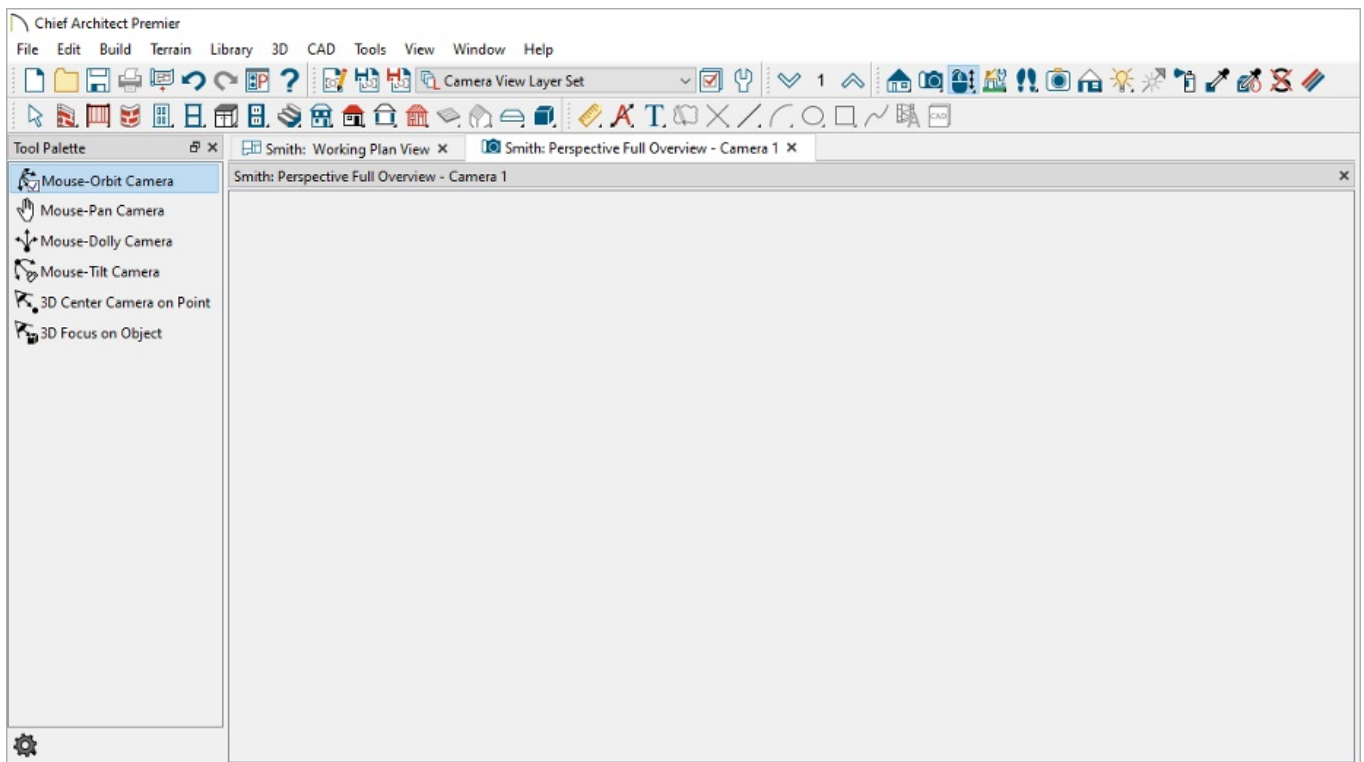 Chief Architect Premier
File Edit Build Terrain Library 3D CAD Tools View Window Help
Camera View Layer Set 1
T CAD
Tool Palette
Smith: Working Plan View
Smith: Perspective Full Overview - Camera 1
Smith: Perspective Full Overview - Camera 1
Mouse-Orbit Camera
Mouse-Pan Camera
Mouse-Dolly Camera
Mouse-Tilt Camera
3D Center Camera on Point
3D Focus on Object